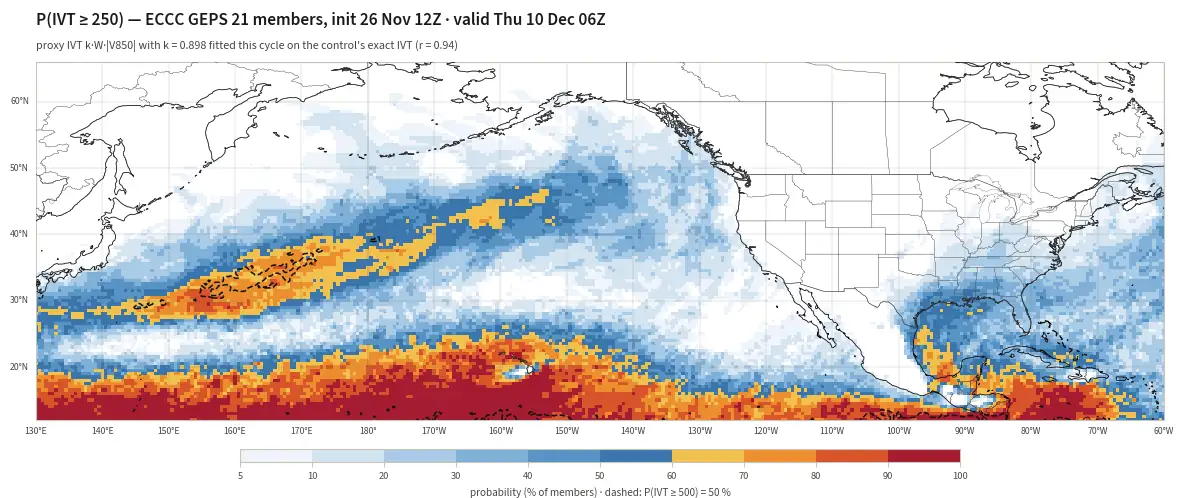 P(IVT ≥ 250) — ECCC GEPS 21 members, init 26 Nov 12Z · valid Thu 10 Dec 06Z
proxy IVT k·W·|V850| with k = 0.898 fitted this cycle on the control's exact IVT (r = 0.94)
60°N
50°N
40°N
30°N
20°N
130°E 140°E 150°E 160°E 170°E 180° 170°W 160°W 150°W 140°W 130°W 120°W 110°W 100°W 90°W 80°W 70°W 60°W
5 10 20 30 40 50 60 70 80 90 100
probability (% of members) · dashed: P(IVT ≥ 500) = 50 %